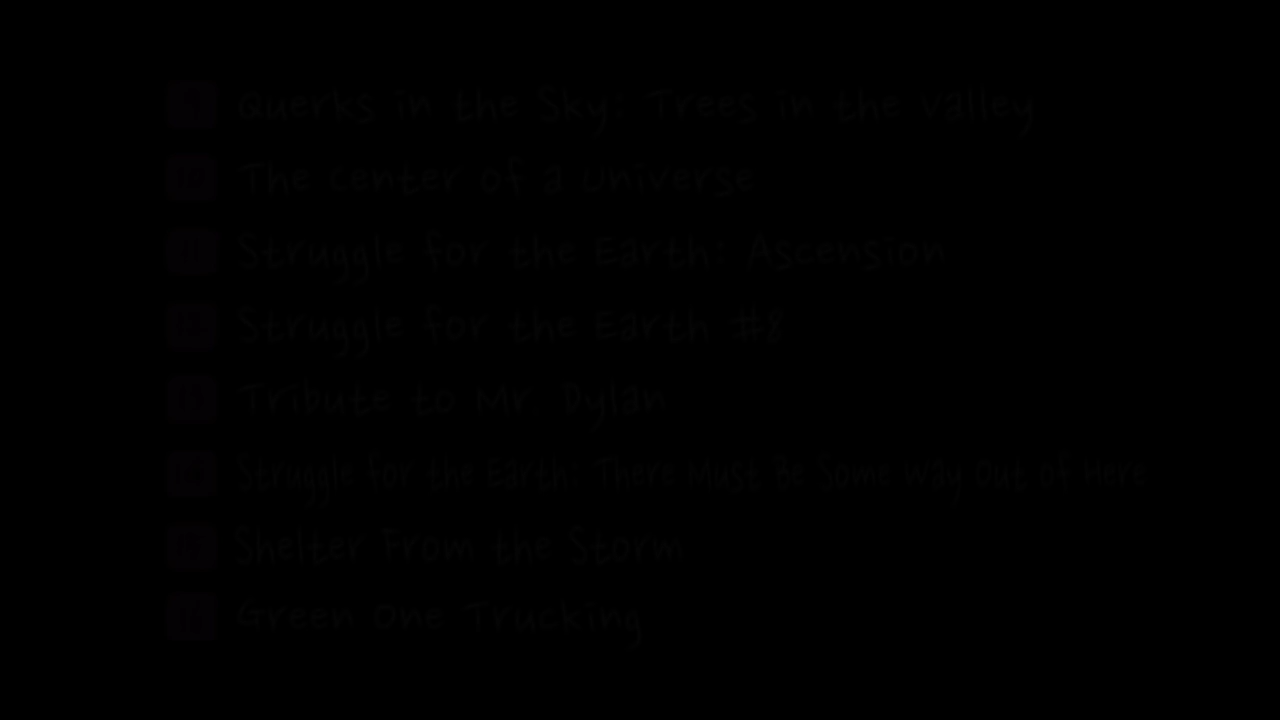 Querks in the Sky: Trees in the Valley
The center of a universe
Struggle for the Earth: Ascension
Struggle for the Earth #8
Tribute to Mr. Dylan
Struggle for the Earth: There Must Be Some Way Out of Here
Shelter From the Storm
Green One Trucking